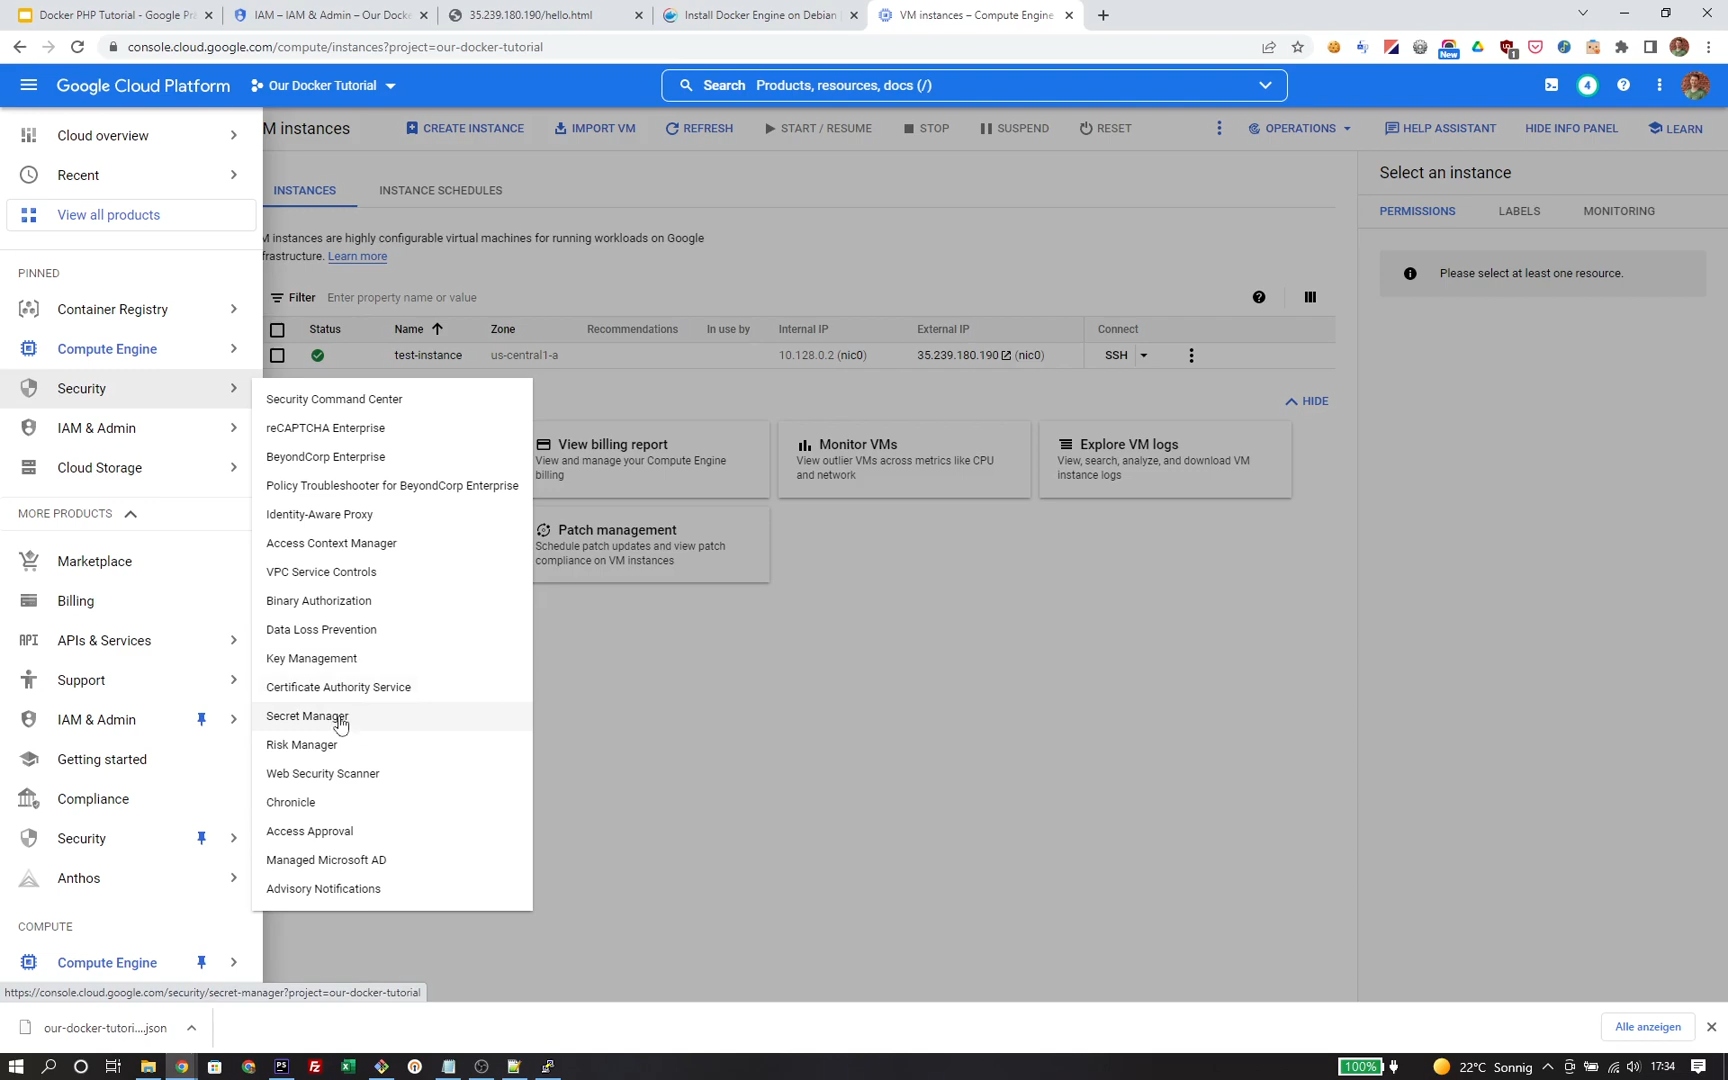 Docker PHP Tutorial - Google Prä
IAM – IAM & Admin – Our Docke
35.239.180.190/hello.html
Install Docker Engine on Debian
VM instances – Compute Engine
console.cloud.google.com/compute/instances?project=our-docker-tutorial
New
1
Google Cloud Platform
Our Docker Tutorial
Search Products, resources, docs (/)
4
Cloud overview
Recent
View all products
PINNED
Container Registry
Compute Engine
Security
IAM & Admin
Cloud Storage
MORE PRODUCTS
Marketplace
Billing
API APIs & Services
Support
IAM & Admin
Getting started
Compliance
Security
Anthos
COMPUTE
Compute Engine
Security Command Center
reCAPTCHA Enterprise
BeyondCorp Enterprise
Policy Troubleshooter for BeyondCorp Enterprise
Identity-Aware Proxy
Access Context Manager
VPC Service Controls
Binary Authorization
Data Loss Prevention
Key Management
Certificate Authority Service
Secret Manager
Risk Manager
Web Security Scanner
Chronicle
Access Approval
Managed Microsoft AD
Advisory Notifications
M instances
CREATE INSTANCE
IMPORT VM
REFRESH
START / RESUME
STOP
SUSPEND
RESET
OPERATIONS
HELP ASSISTANT
HIDE INFO PANEL
LEARN
INSTANCES
INSTANCE SCHEDULES
M instances are highly configurable virtual machines for running workloads on Google
frastructure. Learn more
Filter Enter property name or value
Status Name Zone Recommendations In use by Internal IP External IP Connect
test-instance us-central1-a 10.128.0.2 (nic0) 35.239.180.190 (nic0) SSH
HIDE
View billing report
View and manage your Compute Engine
billing
Monitor VMs
View outlier VMs across metrics like CPU
and network
Explore VM logs
View, search, analyze, and download VM
instance logs
Patch management
Schedule patch updates and view patch
compliance on VM instances
Select an instance
PERMISSIONS
LABELS
MONITORING
Please select at least one resource.
https://console.cloud.google.com/security/secret-manager?project=our-docker-tutorial
our-docker-tutori....json
Alle anzeigen
PS
100%
22°C Sonnig
17:34